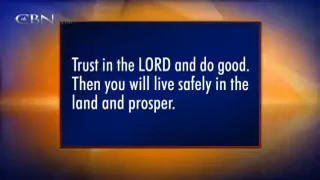 CBN
Trust in the LORD and do good.
Then you will live safely in the
land and prosper.